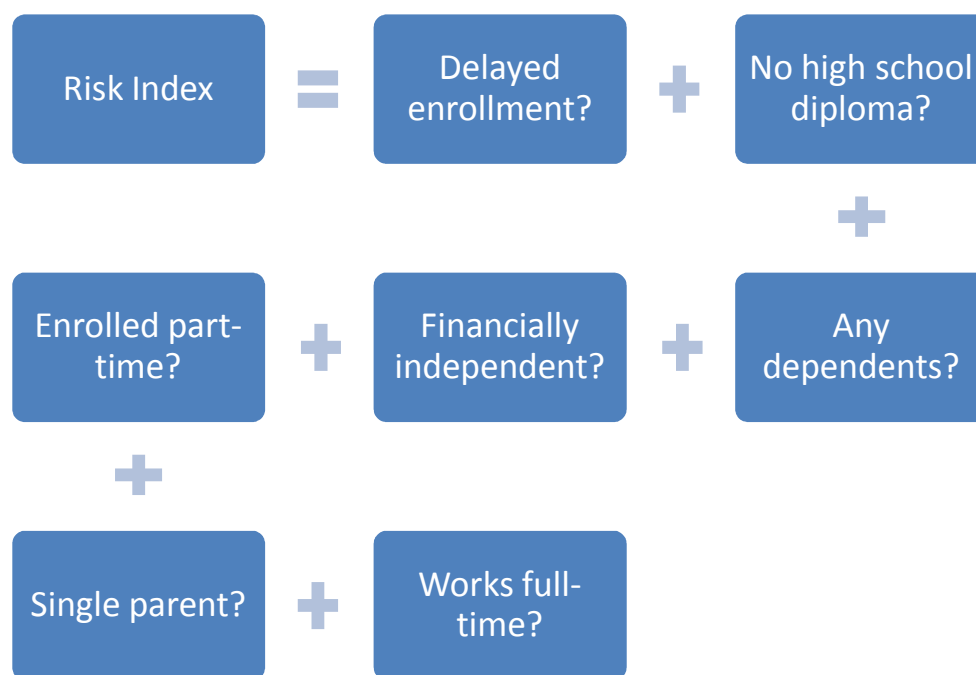 Risk Index
=
Delayed
enrollment?
+
No high school
diploma?
+
Any
dependents?
+
Financially
independent?
+
Enrolled part-
time?
+
Single parent?
+
Works full-
time?